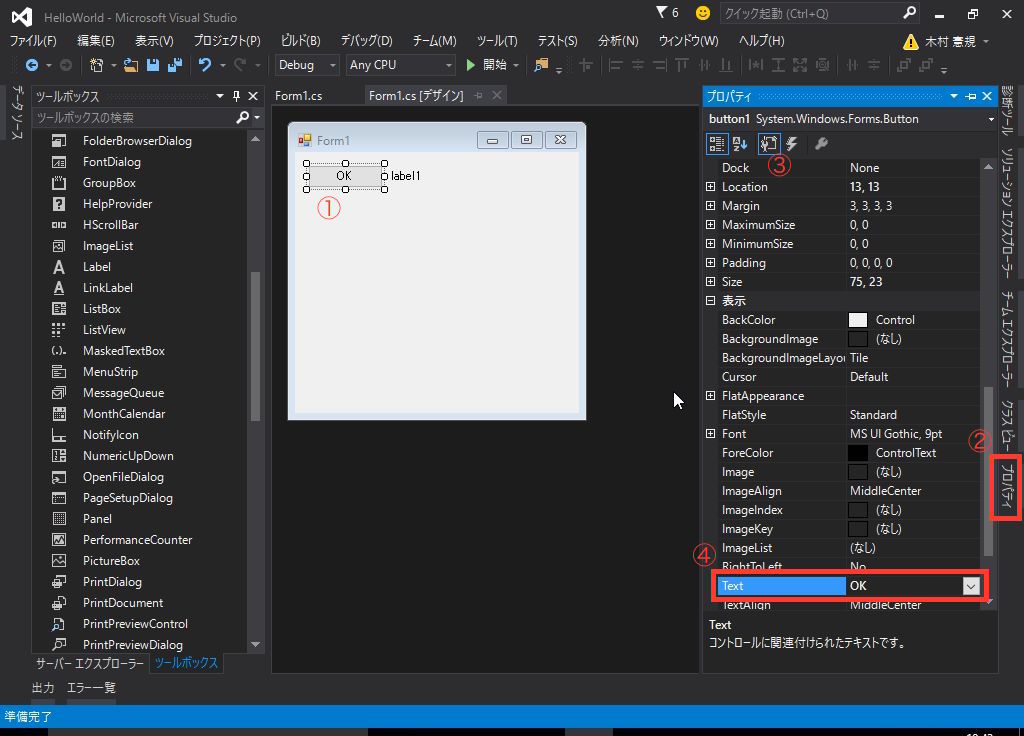 HelloWorld - Microsoft Visual Studio
6
クイック起動 (Ctrl+Q)
ファイル(F) 編集(E) 表示(V) プロジェクト(P) ビルド(B) デバッグ(D) チーム(M) ツール(T) テスト(S) 分析(N) ウィンドウ(W) ヘルプ(H)
木村 憲規
Debug Any CPU 開始
データ ソース
ツールボックス
ツールボックスの検索
FolderBrowserDialog
FontDialog
GroupBox
HelpProvider
HScrollBar
ImageList
Label
LinkLabel
ListBox
ListView
MaskedTextBox
MenuStrip
MessageQueue
MonthCalendar
NotifyIcon
NumericUpDown
OpenFileDialog
PageSetupDialog
Panel
PerformanceCounter
PictureBox
PrintDialog
PrintDocument
PrintPreviewControl
PrintPreviewDialog
サーバー エクスプローラー ツールボックス
Form1.cs Form1.cs [デザイン]
Form1
OK label1
①
プロパティ
button1 System.Windows.Forms.Button
③
Dock None
Location 13, 13
Margin 3, 3, 3, 3
MaximumSize 0, 0
MinimumSize 0, 0
Padding 0, 0, 0, 0
Size 75, 23
表示
BackColor Control
BackgroundImage (なし)
BackgroundImageLayou Tile
Cursor Default
FlatAppearance
FlatStyle Standard
Font MS UI Gothic, 9pt
ForeColor ControlText
Image (なし)
ImageAlign MiddleCenter
ImageIndex (なし)
ImageKey (なし)
ImageList (なし)
RightToLeft No
④
Text OK
TextAlign MiddleCenter
Text
コントロールに関連付けられたテキストです。
診断ツール
ソリューション エクスプローラー
チーム エクスプローラー
クラス ビュー
②
プロパティ
出力 エラー一覧
準備完了